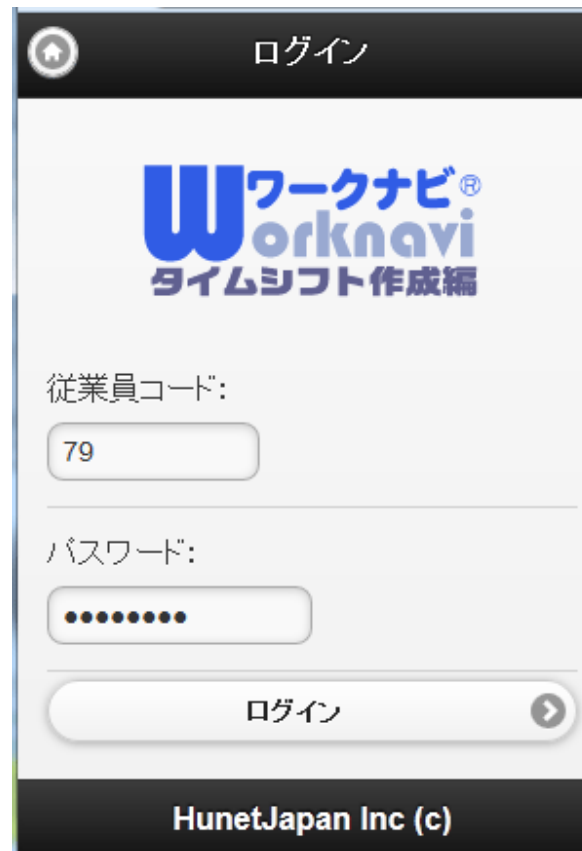 ログイン
ワークナビ®
Worknavi
タイムシフト作成編
従業員コード:
79
パスワード:
••••••••
ログイン
HunetJapan Inc (c)